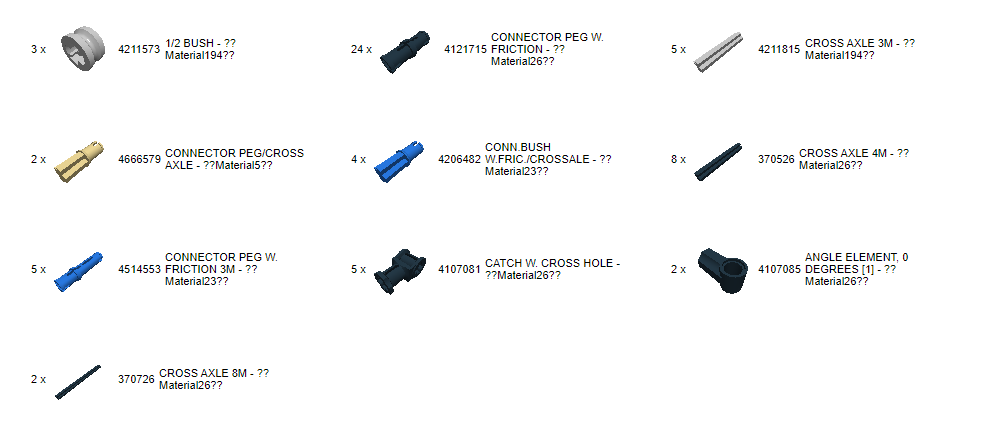 3 x 4211573 1/2 BUSH - ??
Material194??
24 x 4121715 CONNECTOR PEG W.
FRICTION - ??
Material26??
5 x 4211815 CROSS AXLE 3M - ??
Material194??
2 x 4666579 CONNECTOR PEG/CROSS
AXLE - ??Material5??
4 x 4206482 CONN.BUSH
W.FRIC./CROSSALE - ??
Material23??
8 x 370526 CROSS AXLE 4M - ??
Material26??
5 x 4514553 CONNECTOR PEG W.
FRICTION 3M - ??
Material23??
5 x 4107081 CATCH W. CROSS HOLE -
??Material26??
2 x 4107085 ANGLE ELEMENT, 0
DEGREES [1] - ??
Material26??
2 x 370726 CROSS AXLE 8M - ??
Material26??